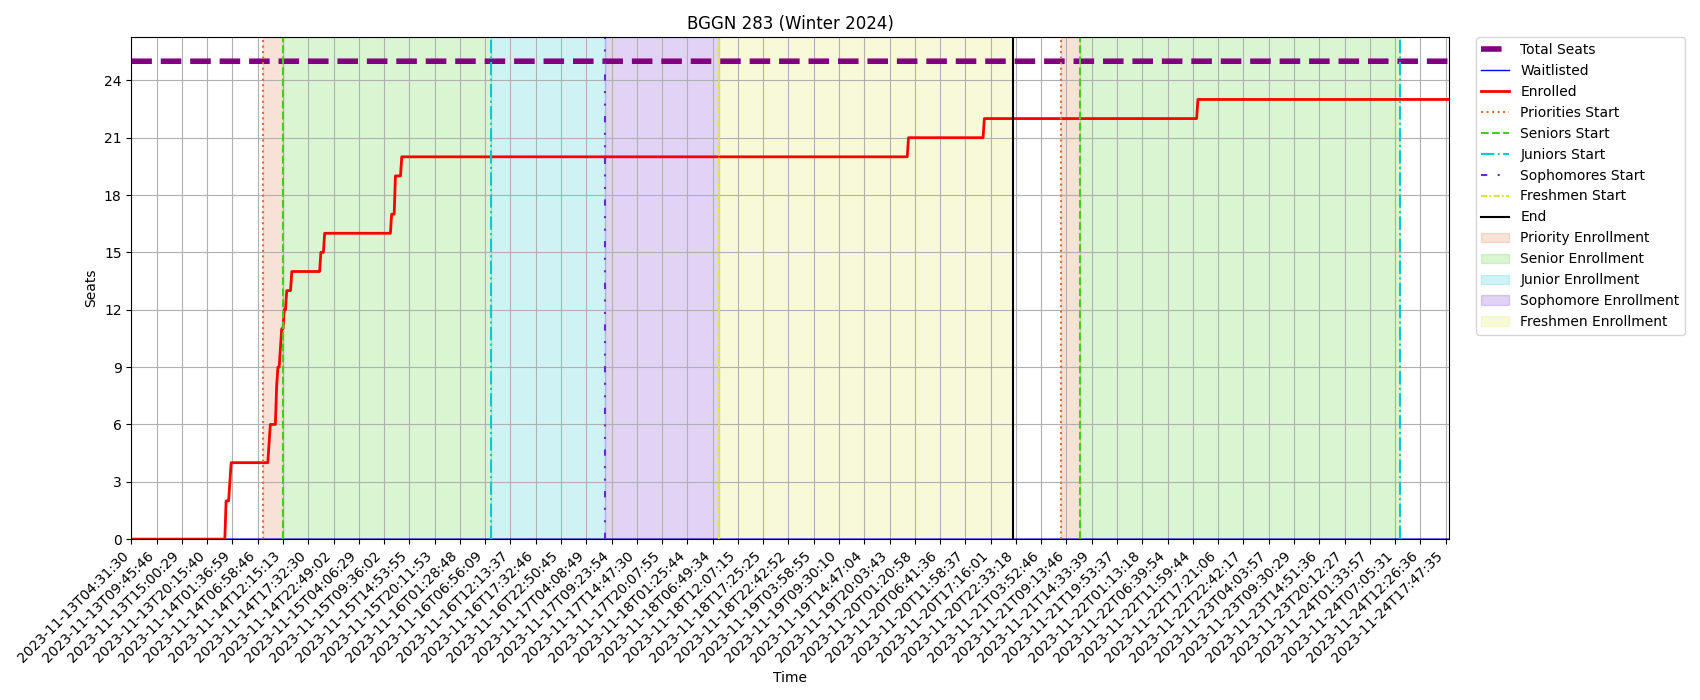 BGGN 283 (Winter 2024)
Seats
24
21
18
15
12
9
6
3
0
2023-11-13T04:31:30
2023-11-13T09:45:46
2023-11-13T15:00:29
2023-11-13T20:15:40
2023-11-14T01:36:59
2023-11-14T06:58:46
2023-11-14T12:15:13
2023-11-14T17:32:30
2023-11-14T22:49:02
2023-11-15T04:06:29
2023-11-15T09:36:02
2023-11-15T14:53:55
2023-11-15T20:11:53
2023-11-16T01:28:48
2023-11-16T06:56:09
2023-11-16T12:13:37
2023-11-16T17:32:46
2023-11-16T22:50:45
2023-11-17T04:08:49
2023-11-17T09:23:54
2023-11-17T14:47:30
2023-11-17T20:07:55
2023-11-18T01:25:44
2023-11-18T06:49:34
2023-11-18T12:07:15
2023-11-18T17:25:25
2023-11-18T22:42:52
2023-11-19T03:58:55
2023-11-19T09:30:10
2023-11-19T14:47:04
2023-11-19T20:03:43
2023-11-20T01:20:58
2023-11-20T06:41:36
2023-11-20T11:58:37
2023-11-20T17:16:01
2023-11-20T22:33:18
2023-11-21T03:52:46
2023-11-21T09:13:46
2023-11-21T14:33:39
2023-11-21T19:53:37
2023-11-22T01:13:18
2023-11-22T06:39:54
2023-11-22T11:59:44
2023-11-22T17:21:06
2023-11-22T22:42:17
2023-11-23T04:03:57
2023-11-23T09:30:29
2023-11-23T14:51:36
2023-11-23T20:12:27
2023-11-24T01:33:57
2023-11-24T07:05:31
2023-11-24T12:26:36
2023-11-24T17:47:35
Time
Total Seats
Waitlisted
Enrolled
Priorities Start
Seniors Start
Juniors Start
Sophomores Start
Freshmen Start
End
Priority Enrollment
Senior Enrollment
Junior Enrollment
Sophomore Enrollment
Freshmen Enrollment